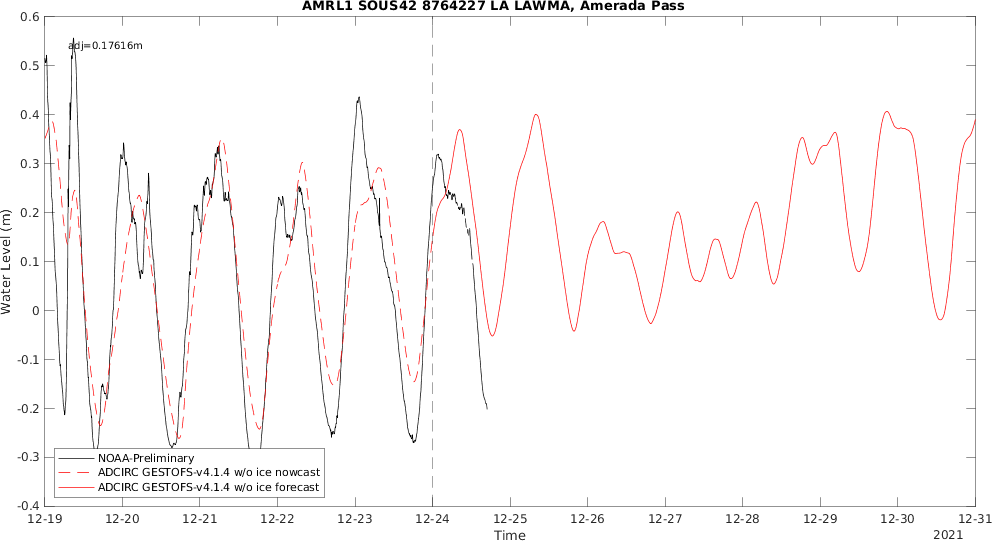 AMRL1 SOUS42 8764227 LA LAWMA, Amerada Pass
adj=0.17616m
Water Level (m)
0.6
0.5
0.4
0.3
0.2
0.1
0
-0.1
-0.2
-0.3
-0.4
NOAA-Preliminary
ADCIRC GESTOFS-v4.1.4 w/o ice nowcast
ADCIRC GESTOFS-v4.1.4 w/o ice forecast
12-19 12-20 12-21 12-22 12-23 12-24 12-25 12-26 12-27 12-28 12-29 12-30 12-31
Time
2021